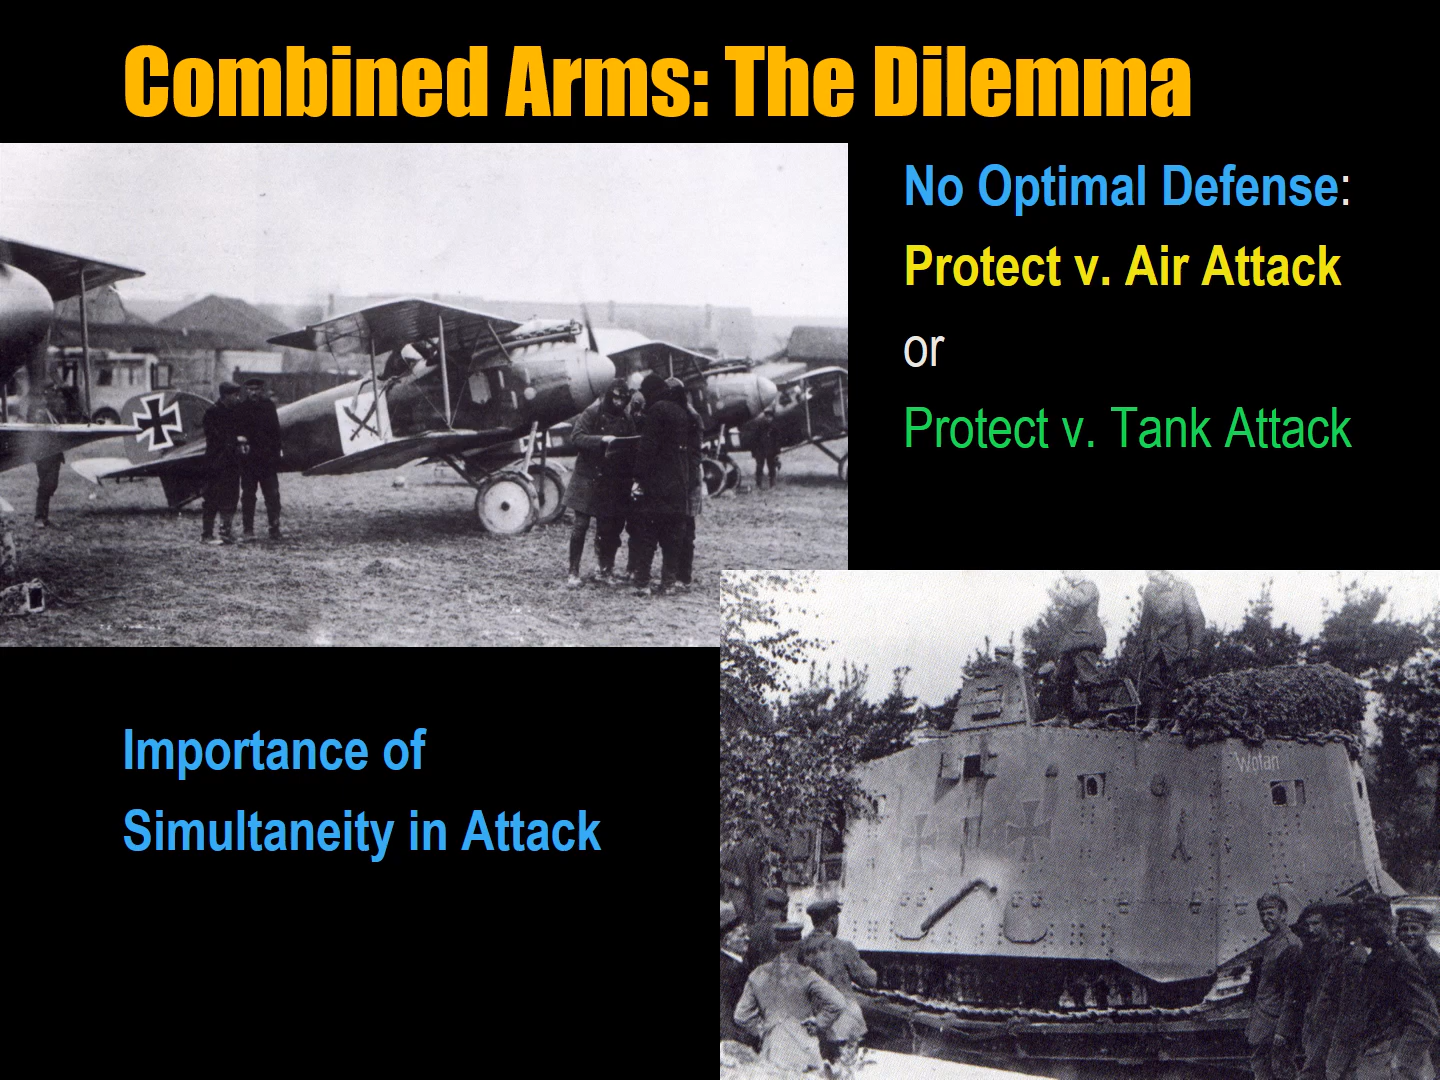 Combined Arms: The Dilemma
No Optimal Defense:
Protect v. Air Attack
or
Protect v. Tank Attack
Importance of
Simultaneity in Attack
Wotan